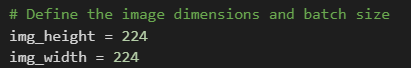 # Define the image dimensions and batch size
img_height = 224
img_width = 224